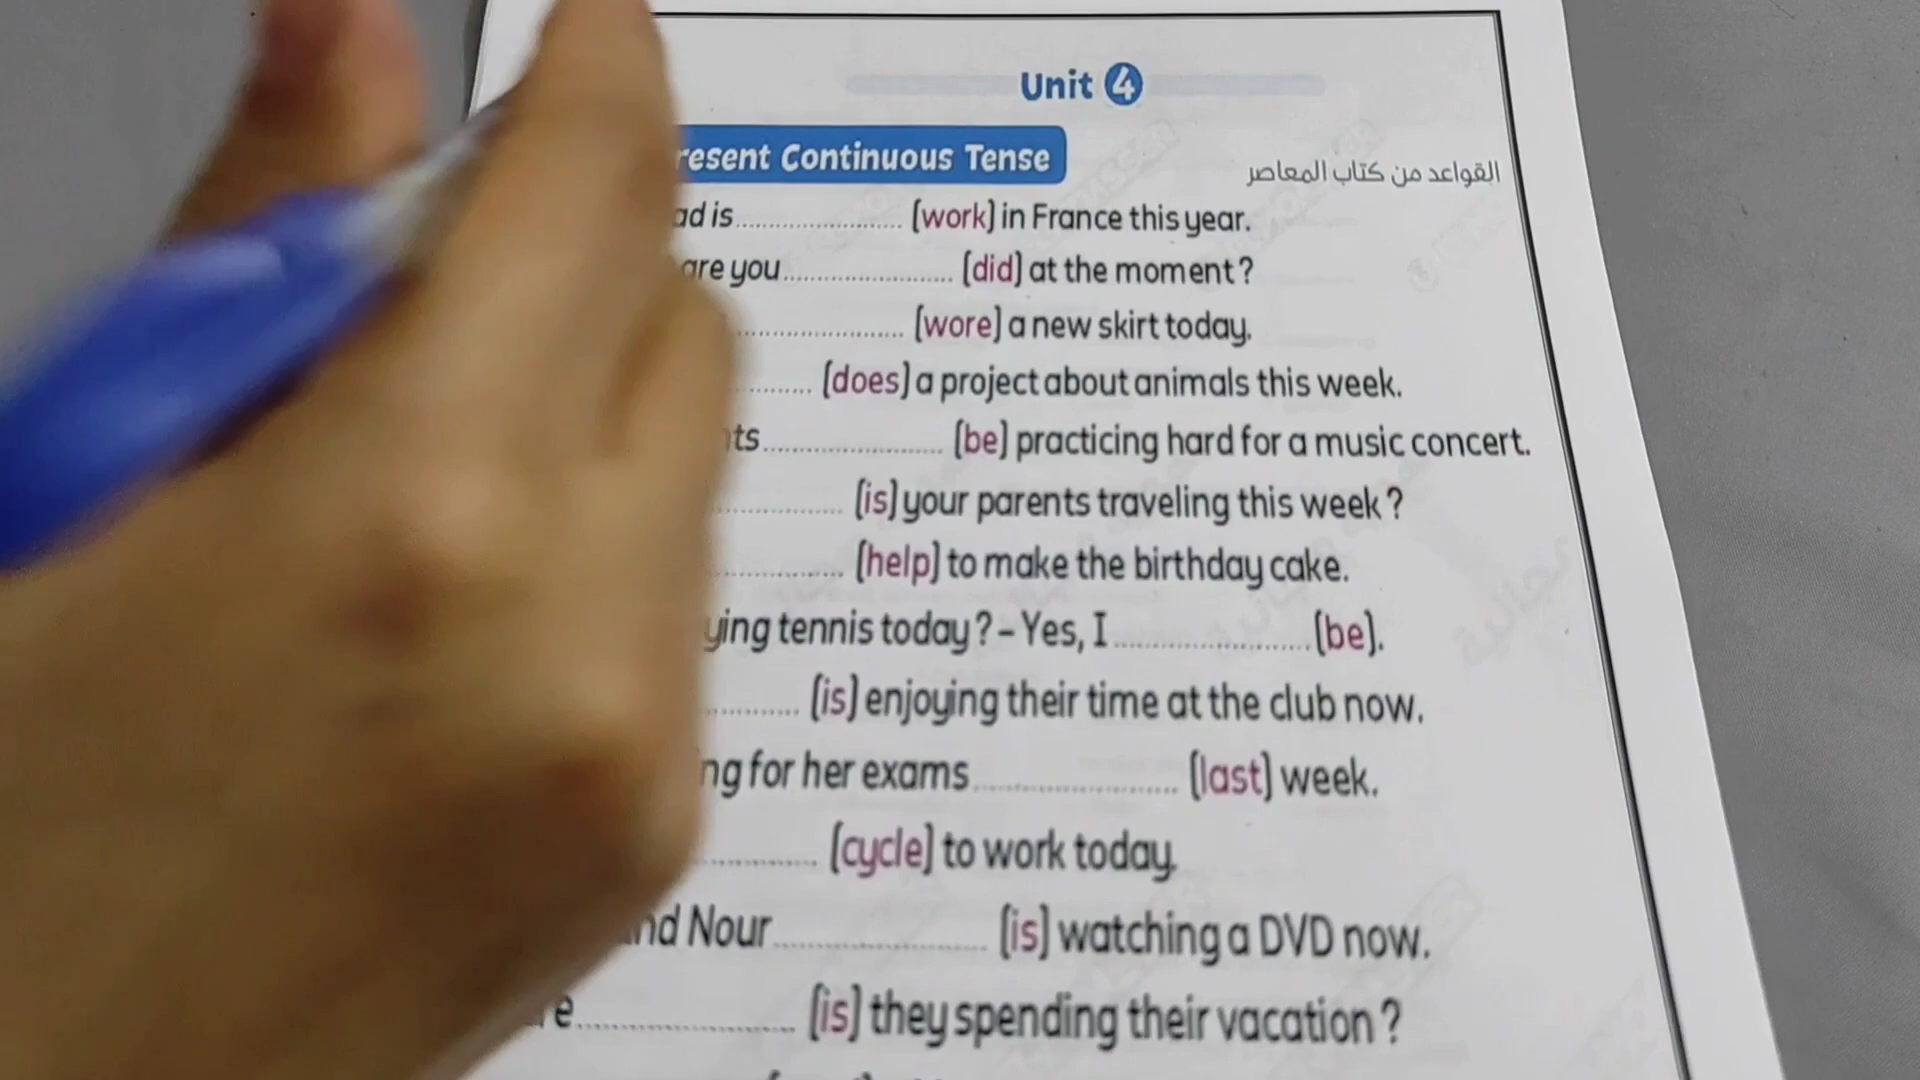 Unit 4
resent Continuous Tense
القواعد من كتاب المعاصر
ad is ........................ (work) in France this year.
are you ........................ (did) at the moment?
........................ (wore) a new skirt today.
......... (does) a project about animals this week.
nts ........................ (be) practicing hard for a music concert.
.................. (is) your parents traveling this week?
.................. (help) to make the birthday cake.
ying tennis today? – Yes, I ........................ (be).
............. (is) enjoying their time at the club now.
ng for her exams ........................ (last) week.
................ (cycle) to work today.
nd Nour ........................ (is) watching a DVD now.
re ........................ (is) they spending their vacation?